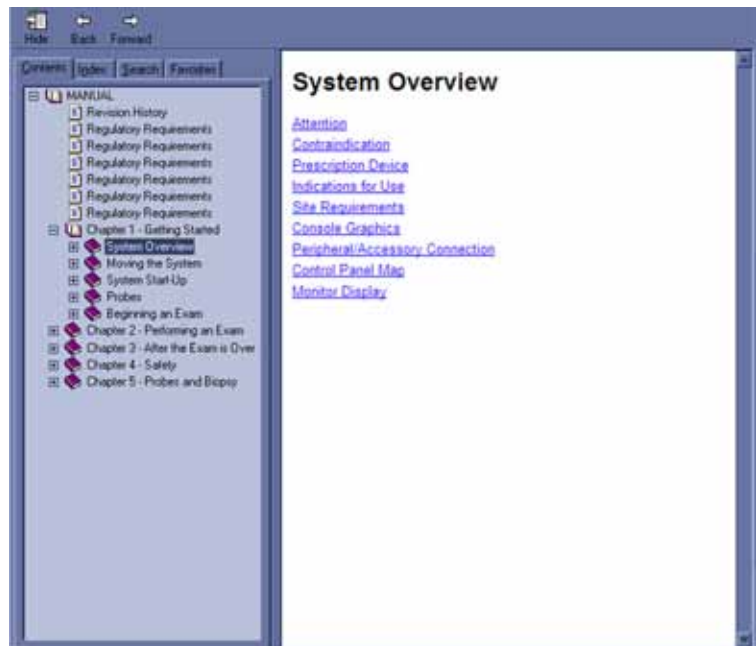 Hide Back Forward
Contents Index Search Favorites
MANUAL
Revision History
Regulatory Requirements
Regulatory Requirements
Regulatory Requirements
Regulatory Requirements
Regulatory Requirements
Regulatory Requirements
Chapter 1 - Getting Started
System Overview
Moving the System
System Start-Up
Probes
Beginning an Exam
Chapter 2 - Performing an Exam
Chapter 3 - After the Exam is Over
Chapter 4 - Safety
Chapter 5 - Probes and Biopsy
System Overview
Attention
Contraindication
Prescription Device
Indications for Use
Site Requirements
Console Graphics
Peripheral/Accessory Connection
Control Panel Map
Monitor Display